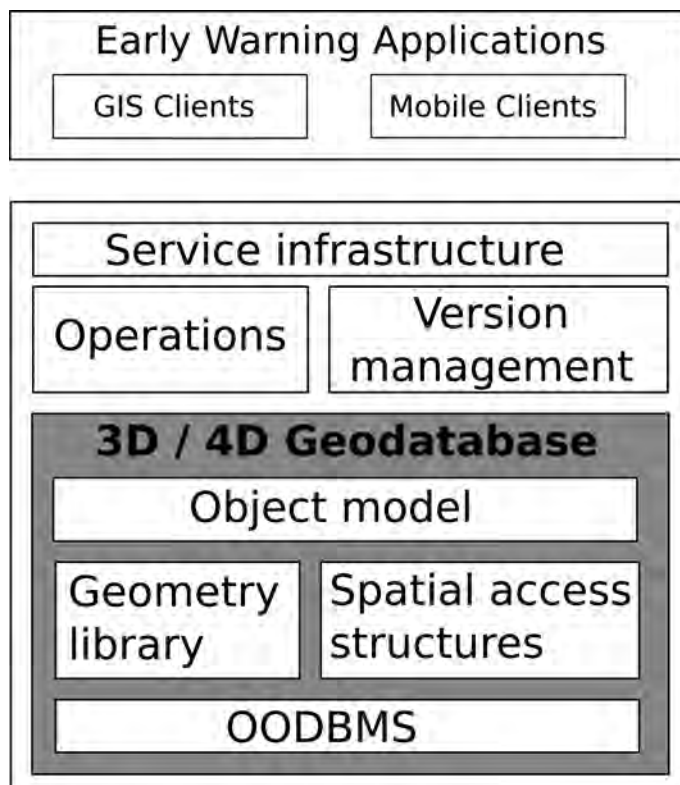 Early Warning Applications
GIS Clients
Mobile Clients
Service infrastructure
Operations
Version
management
3D / 4D Geodatabase
Object model
Geometry
library
Spatial access
structures
OODBMS